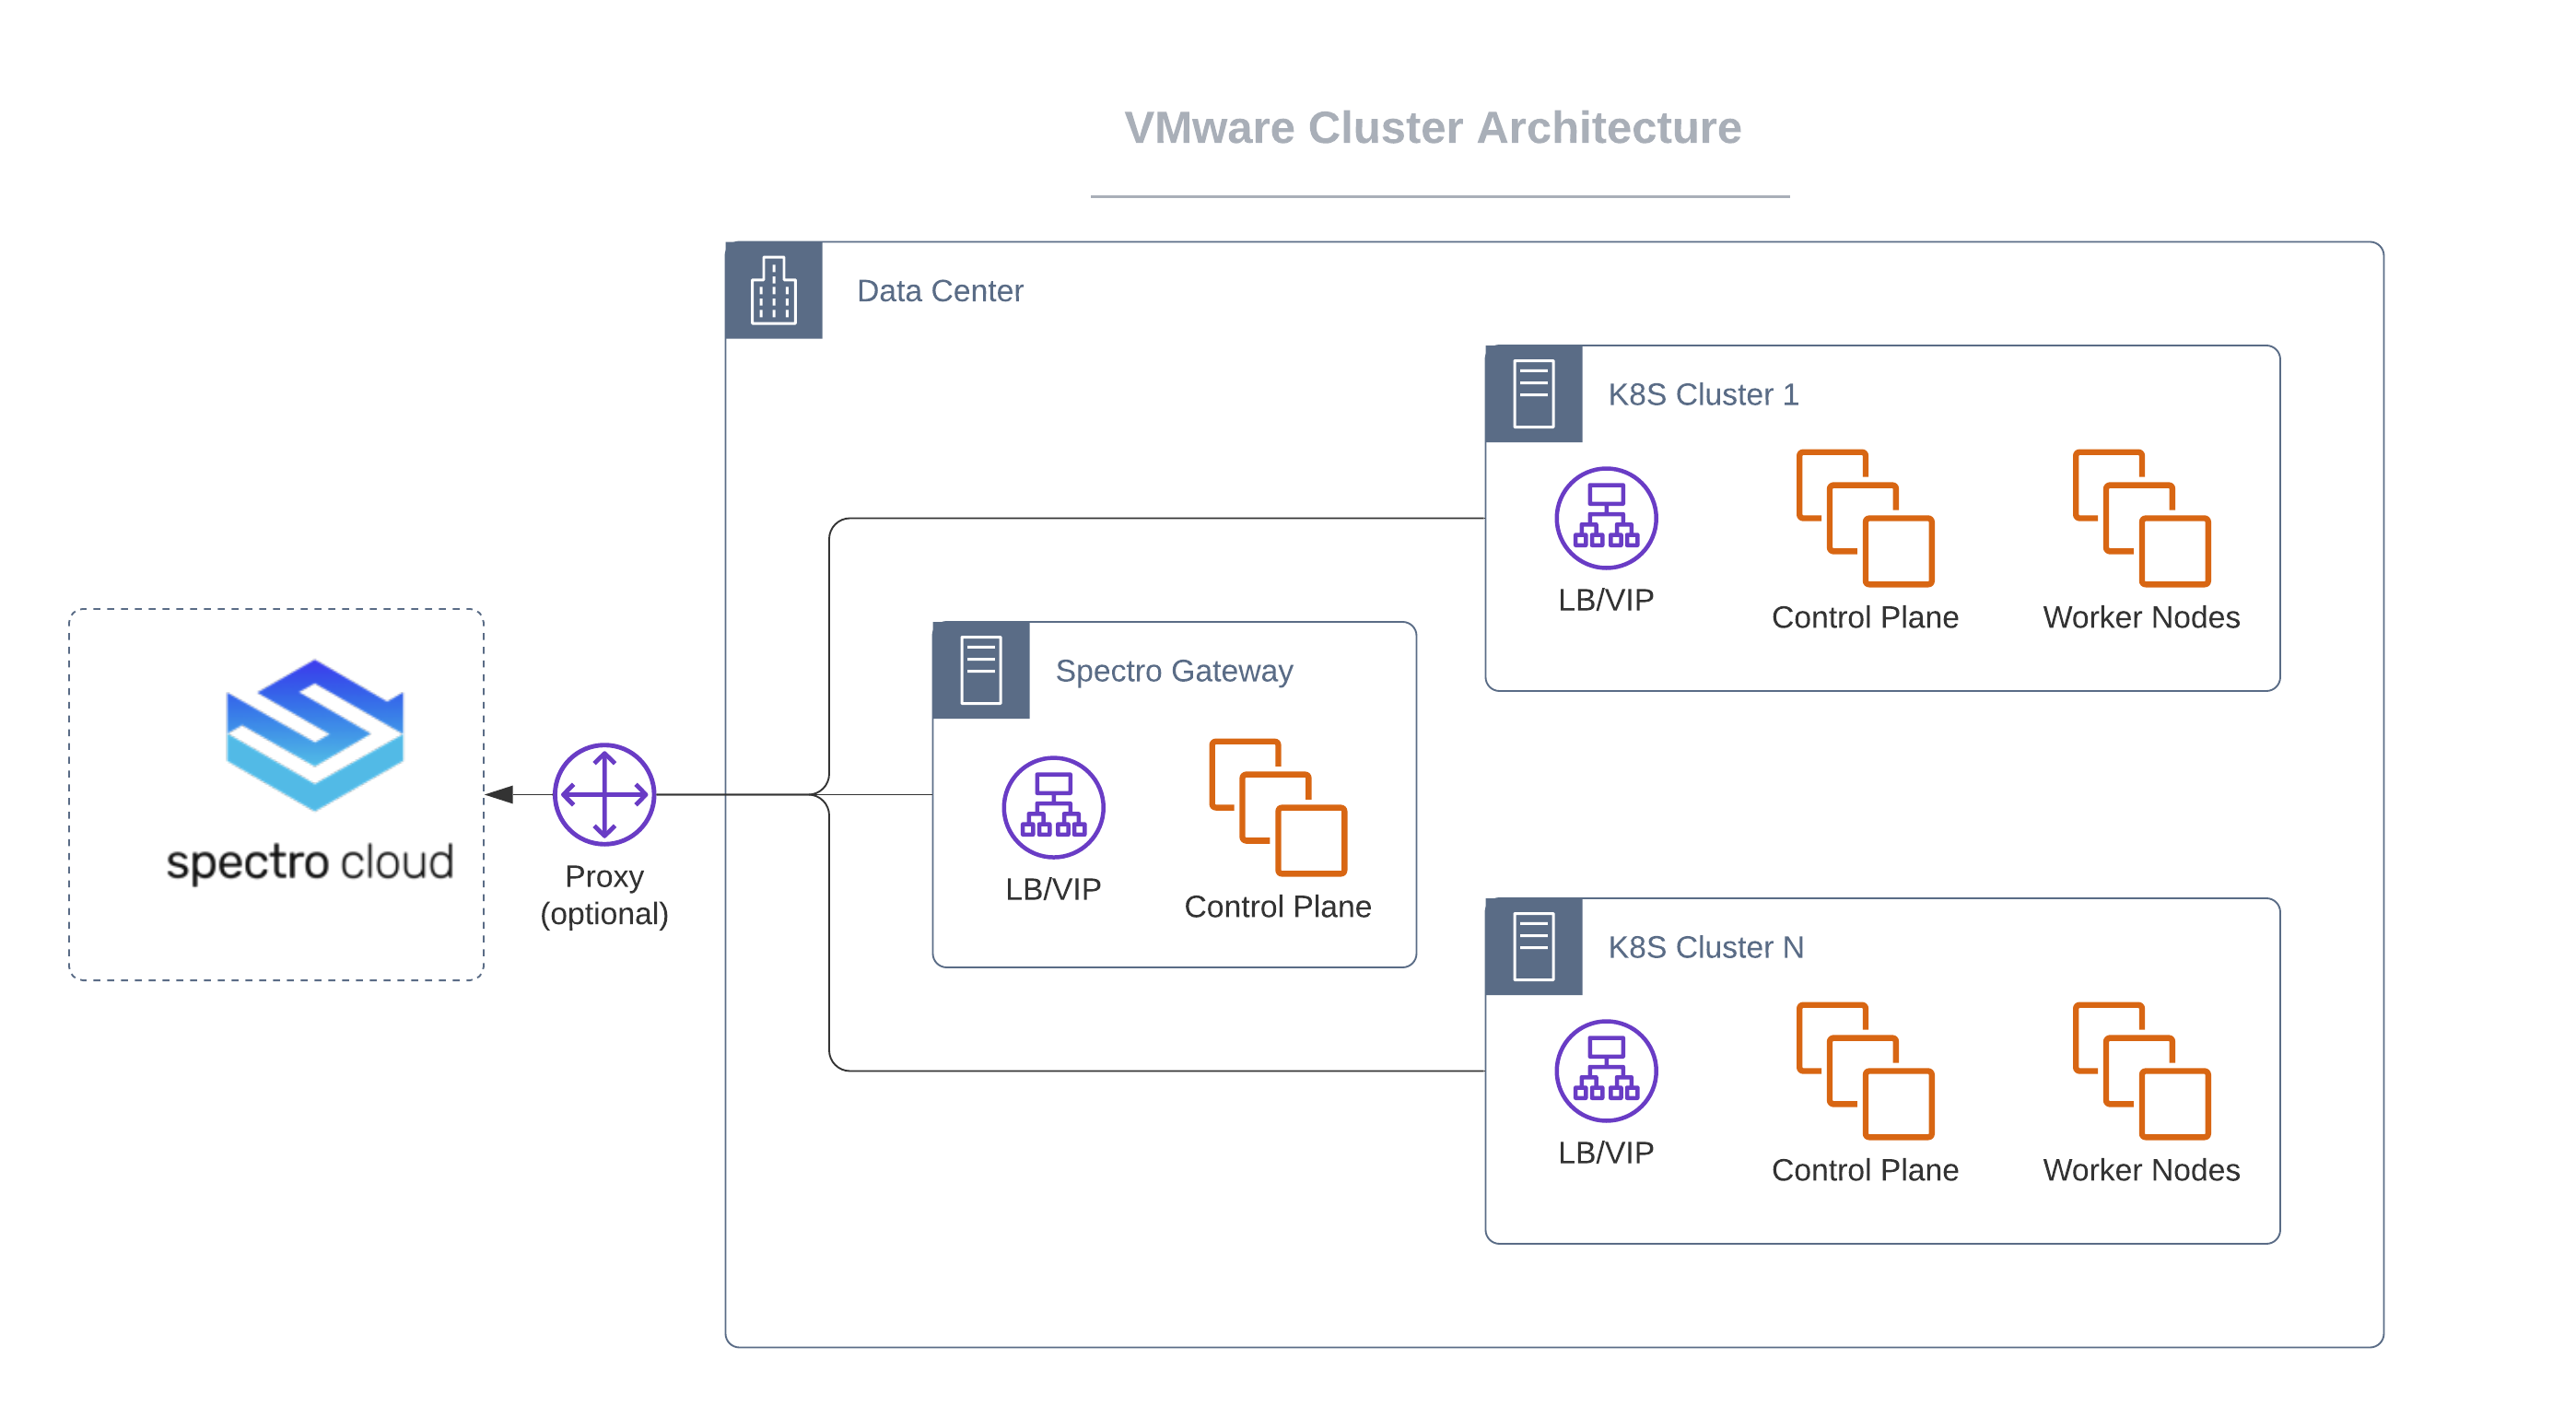 VMware Cluster Architecture
Data Center
K8S Cluster 1
LB/VIP
Control Plane
Worker Nodes
spectro cloud
Proxy
(optional)
Spectro Gateway
LB/VIP
Control Plane
K8S Cluster N
LB/VIP
Control Plane
Worker Nodes